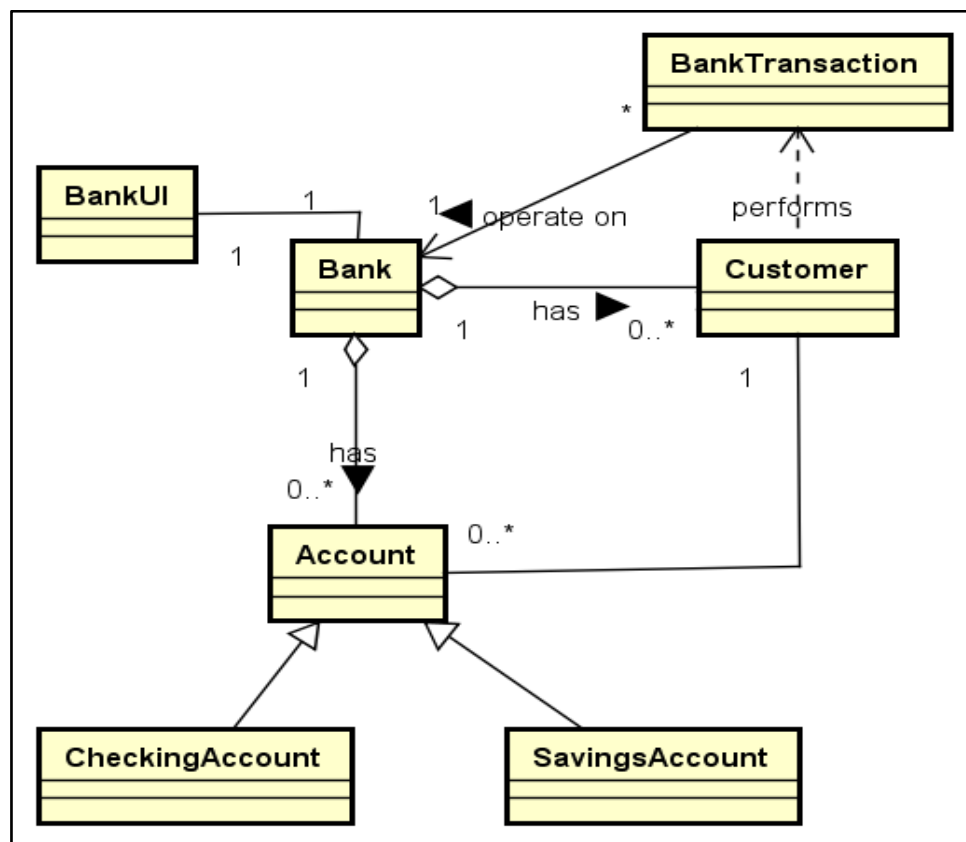 BankTransaction
*
BankUI
1
1
1 operate on
performs
Bank
Customer
has
1
0..*
1
1
has
0..*
0..*
Account
CheckingAccount
SavingsAccount